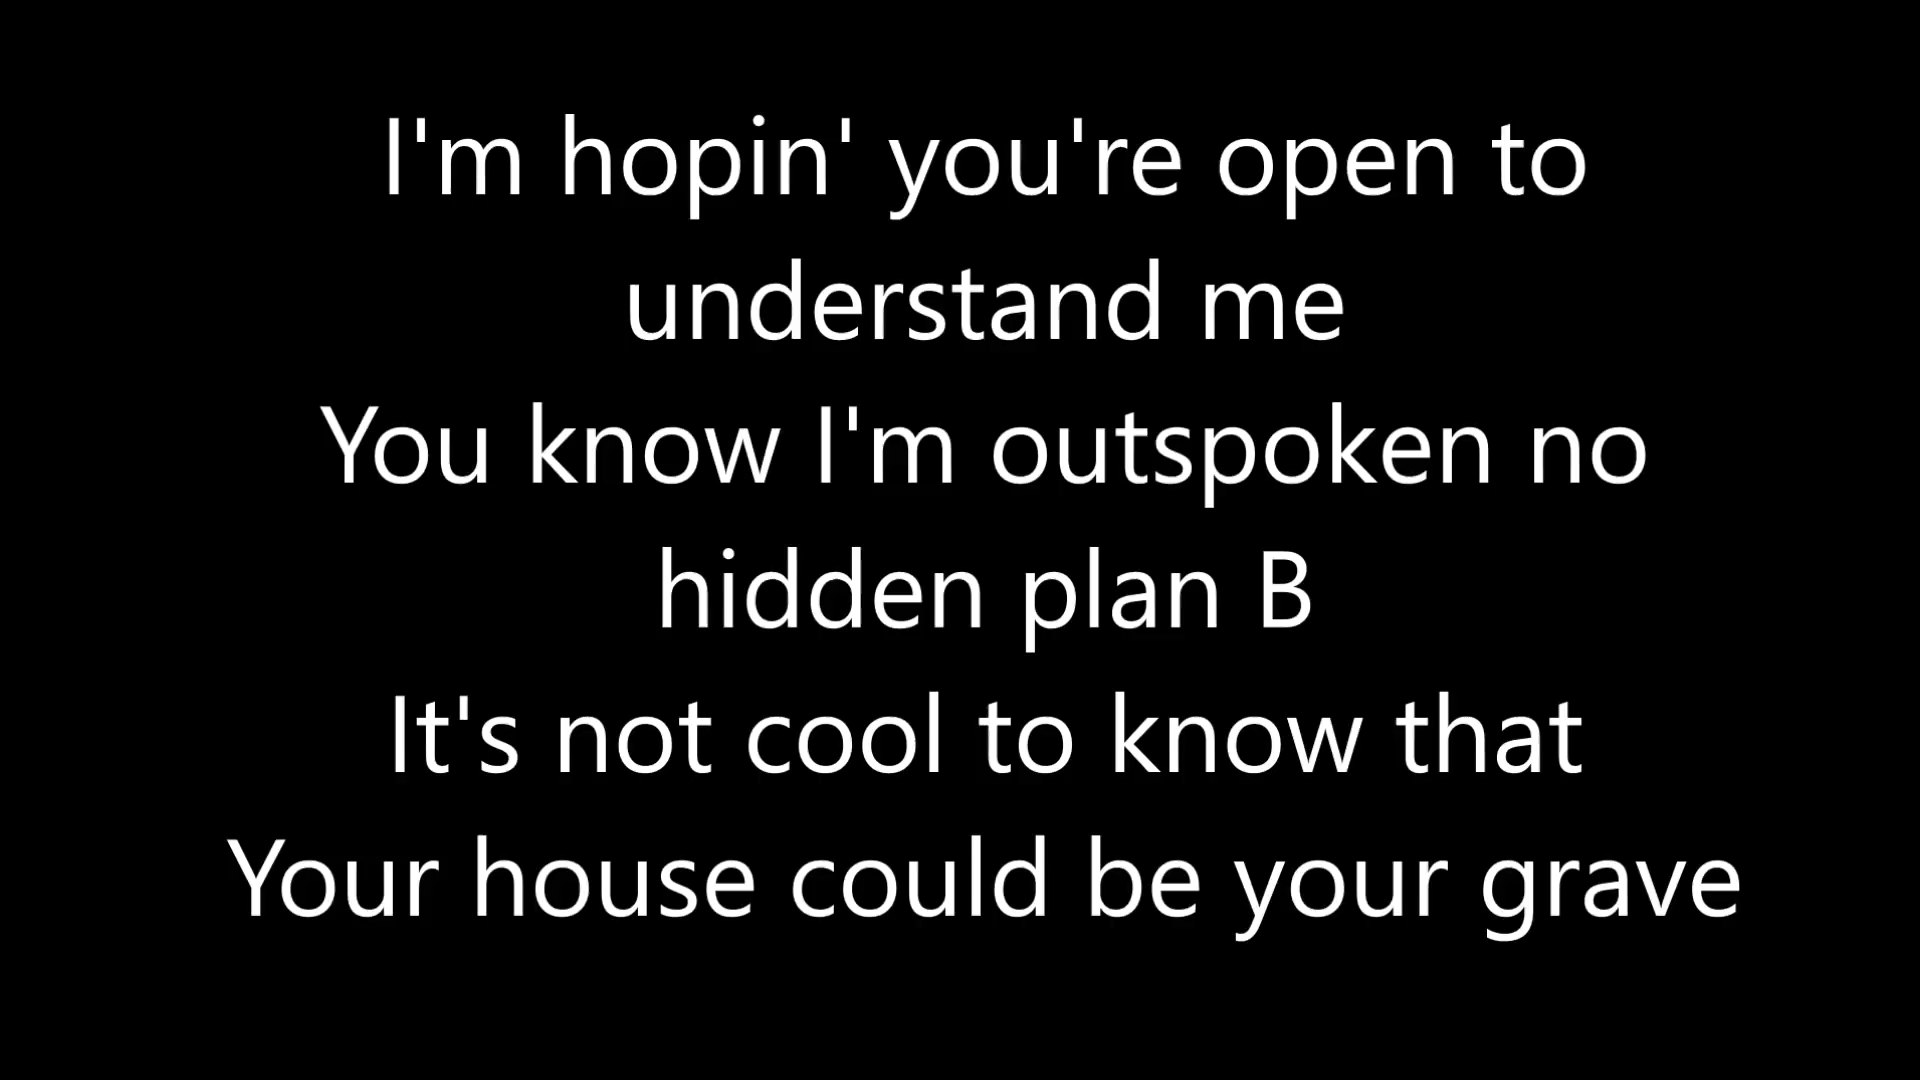 I'm hopin' you're open to
understand me
You know I'm outspoken no
hidden plan B
It's not cool to know that
Your house could be your grave